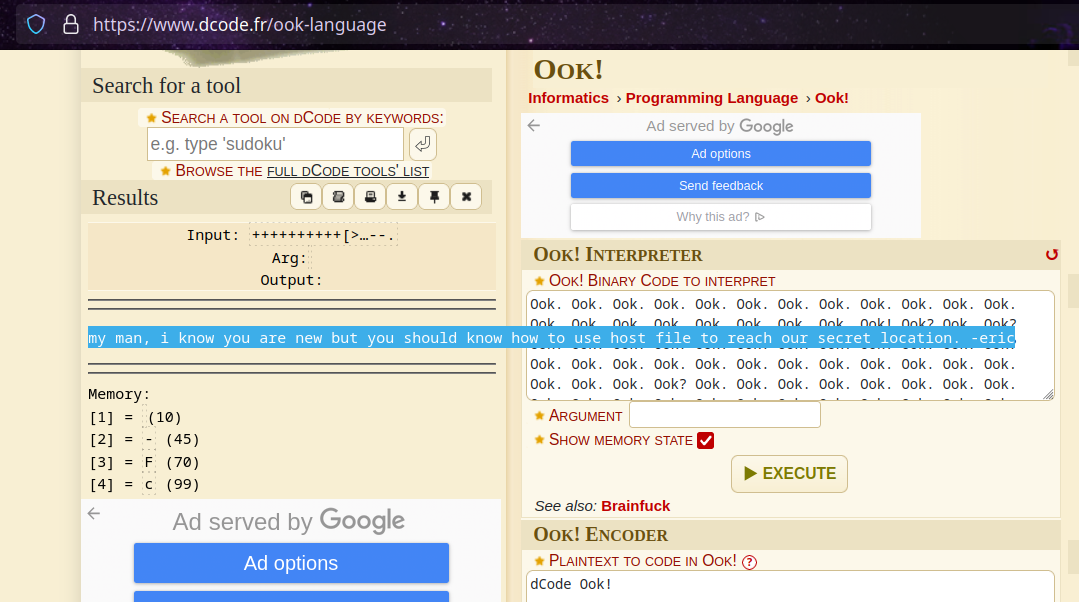 https://www.dcode.fr/ook-language
Search for a tool
SEARCH A TOOL ON DCODE BY KEYWORDS:
e.g. type 'sudoku'
BROWSE THE FULL DCODE TOOLS' LIST
Results
Input: ++++++++++[>…--.
Arg:
Output:
my man, i know you are new but you should know how to use host file to reach our secret location. -eric
Memory:
[1] = (10)
[2] = - (45)
[3] = F (70)
[4] = c (99)
Ad served by Google
Ad options
OOK!
Informatics › Programming Language › Ook!
Ad served by Google
Ad options
Send feedback
Why this ad?
OOK! INTERPRETER
OOK! BINARY CODE TO INTERPRET
Ook. Ook. Ook. Ook. Ook. Ook. Ook. Ook. Ook. Ook. Ook. Ook.
Ook. Ook. Ook. Ook. Ook. Ook. Ook. Ook. Ook! Ook? Ook. Ook?
Ook. Ook. Ook. Ook. Ook. Ook. Ook. Ook. Ook. Ook. Ook. Ook.
Ook. Ook. Ook. Ook? Ook. Ook. Ook. Ook. Ook. Ook. Ook. Ook.
ARGUMENT
SHOW MEMORY STATE
EXECUTE
See also: Brainfuck
OOK! ENCODER
PLAINTEXT TO CODE IN OOK! ?
dCode Ook!